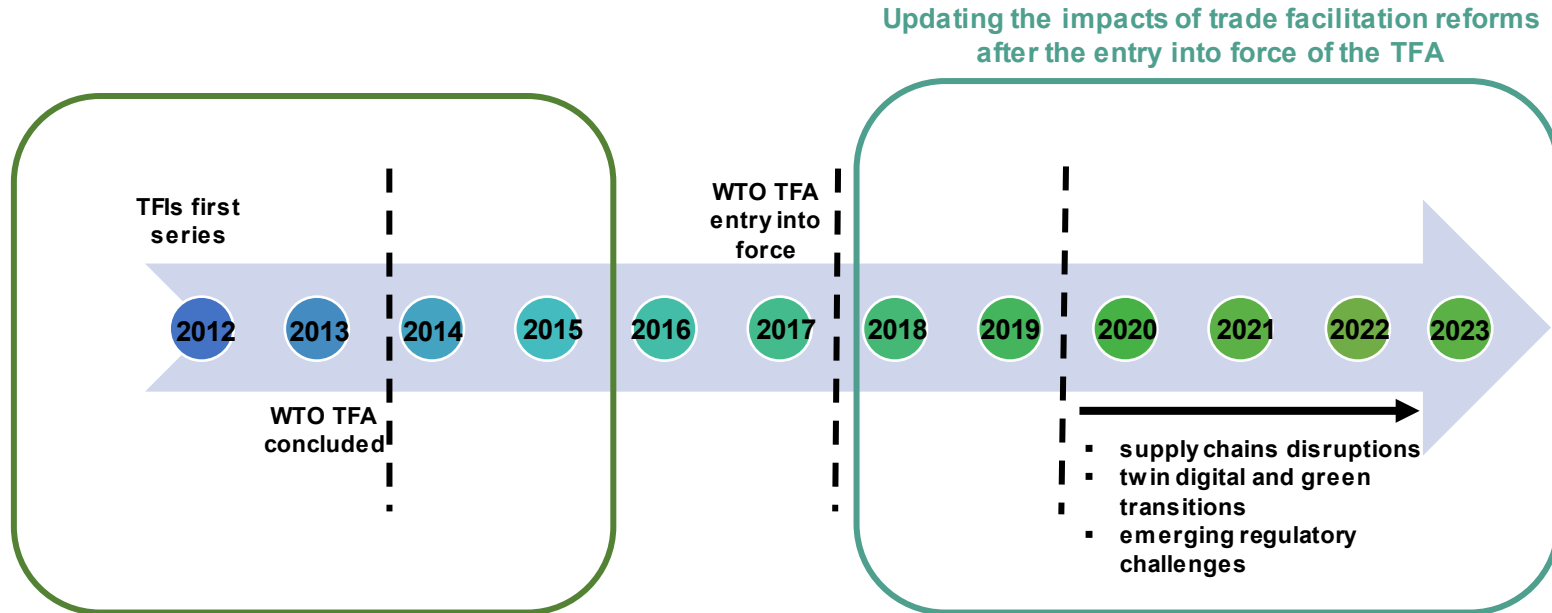 Updating the impacts of trade facilitation reforms
after the entry into force of the TFA
TFIs first
series
WTO TFA
entry into
force
2012
2013
2014
2015
2016
2017
2018
2019
2020
2021
2022
2023
WTO TFA
concluded
▪ supply chains disruptions
▪ twin digital and green
transitions
▪ emerging regulatory
challenges